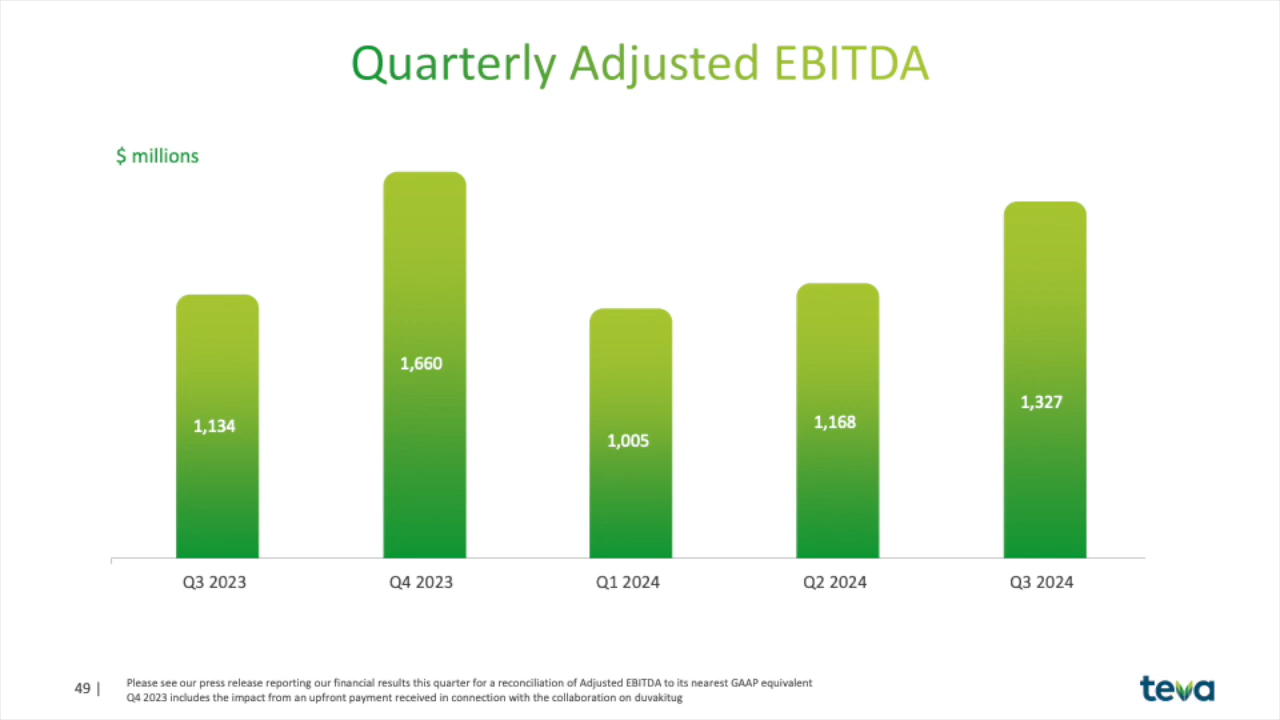 Quarterly Adjusted EBITDA
$ millions
1,134
1,660
1,005
1,168
1,327
Q3 2023
Q4 2023
Q1 2024
Q2 2024
Q3 2024
49 |
Please see our press release reporting our financial results this quarter for a reconciliation of Adjusted EBITDA to its nearest GAAP equivalent
Q4 2023 includes the impact from an upfront payment received in connection with the collaboration on duvakitug
teva